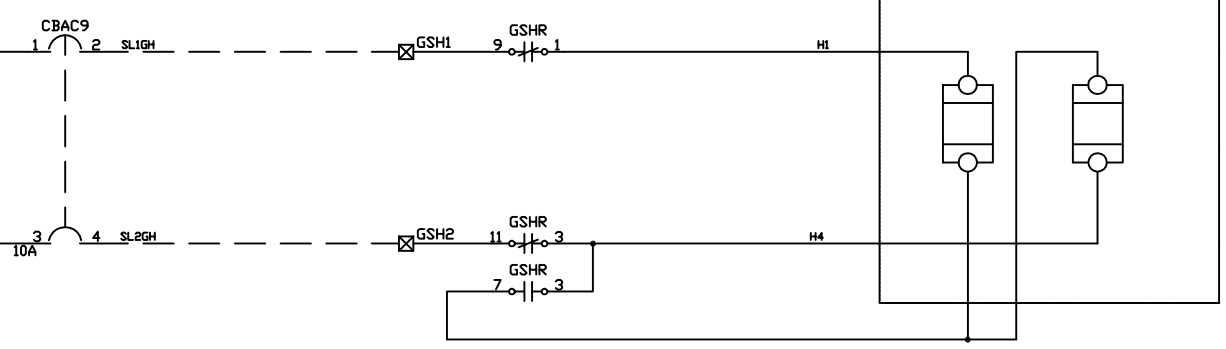 CBAC9
1 2 SL1GH GSH1 9 GSHR 1 H1
3 4 SL2GH GSH2 11 GSHR 3 H4
10A
GSHR
7 3